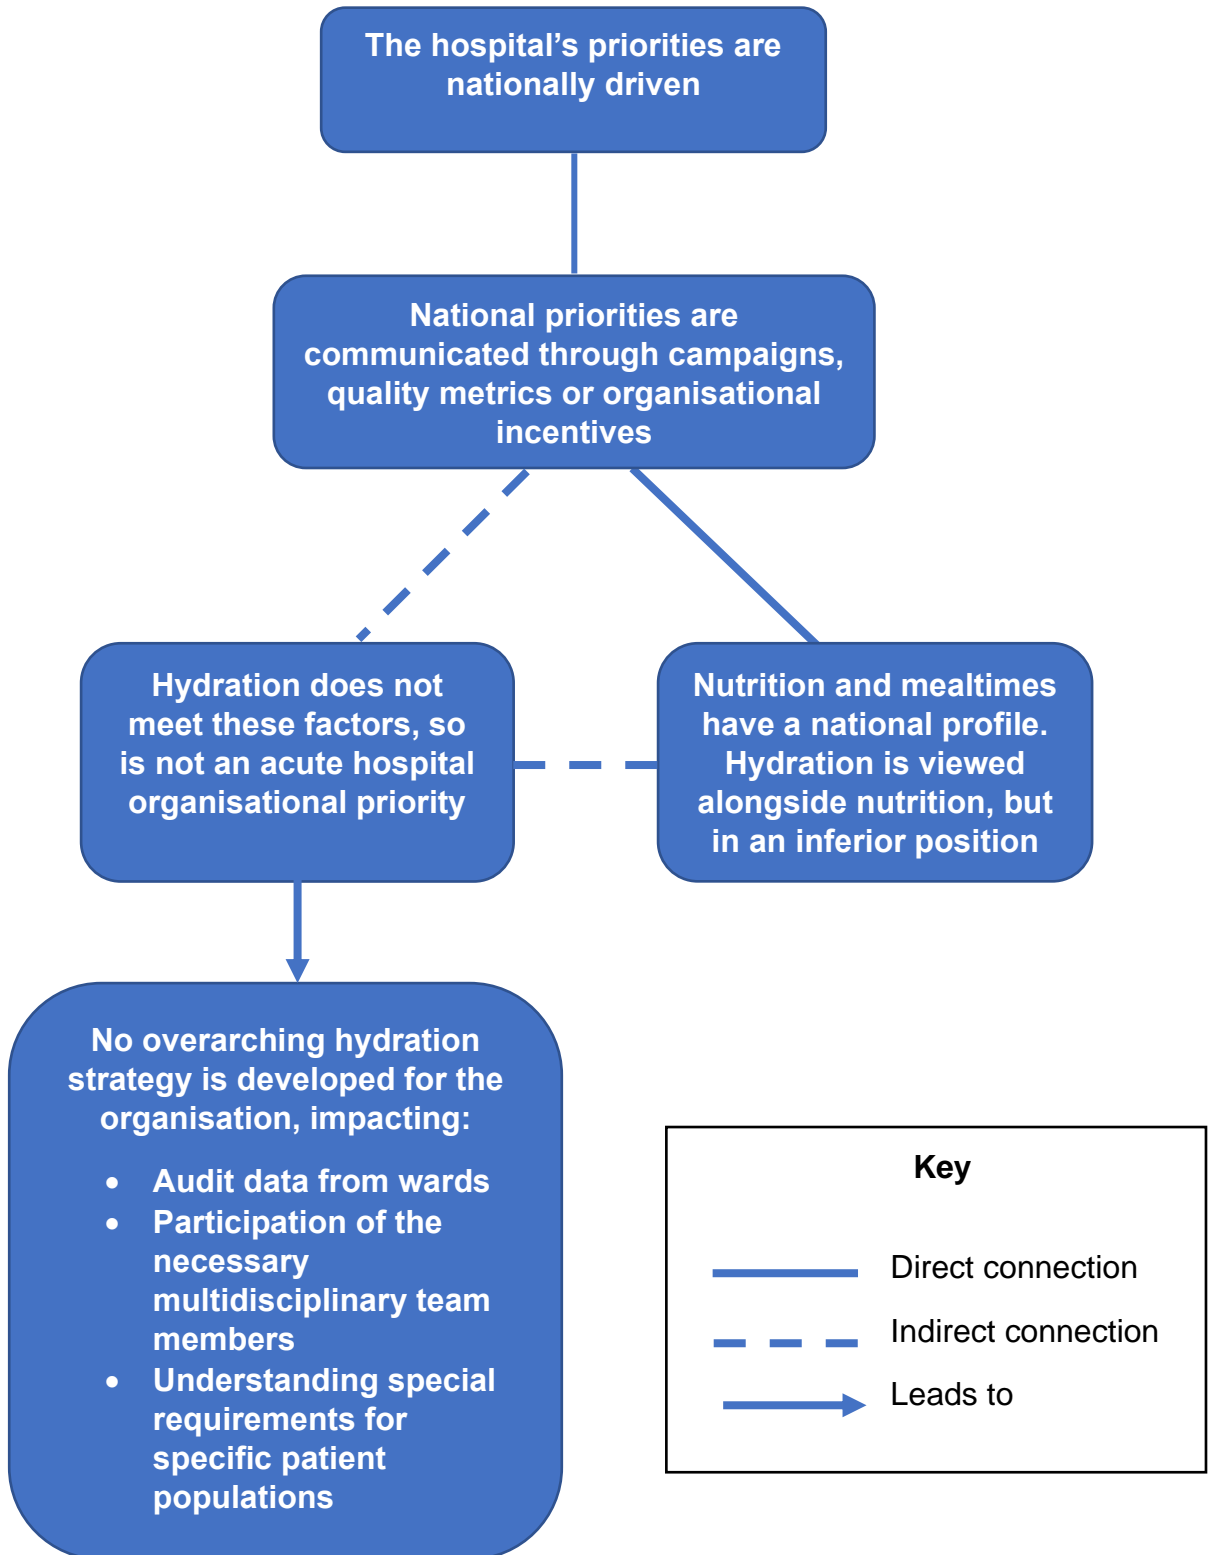 The hospital’s priorities are
nationally driven
National priorities are
communicated through campaigns,
quality metrics or organisational
incentives
Hydration does not
meet these factors, so
is not an acute hospital
organisational priority
Nutrition and mealtimes
have a national profile.
Hydration is viewed
alongside nutrition, but
in an inferior position
No overarching hydration
strategy is developed for the
organisation, impacting:
• Audit data from wards
• Participation of the
necessary
multidisciplinary team
members
• Understanding special
requirements for
specific patient
populations
Key
Direct connection
Indirect connection
Leads to